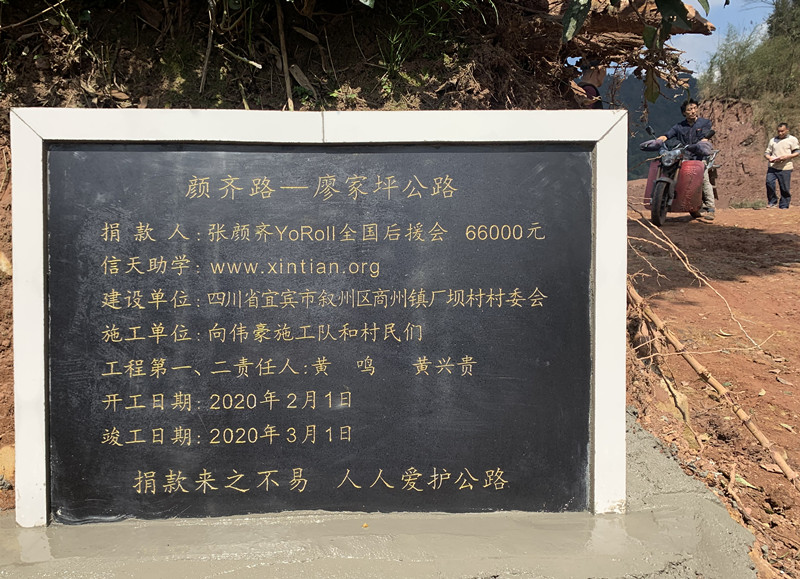 颜齐路—廖家坪公路
捐 款 人：张颜齐YoRoll全国后援会 66000元
信天助学：www.xintian.org
建设单位：四川省宜宾市叙州区商州镇厂坝村村委会
施工单位：向伟豪施工队和村民们
工程第一、二责任人：黄 鸣 黄兴贵
开工日期：2020年2月1日
竣工日期：2020年3月1日
捐款来之不易 人人爱护公路